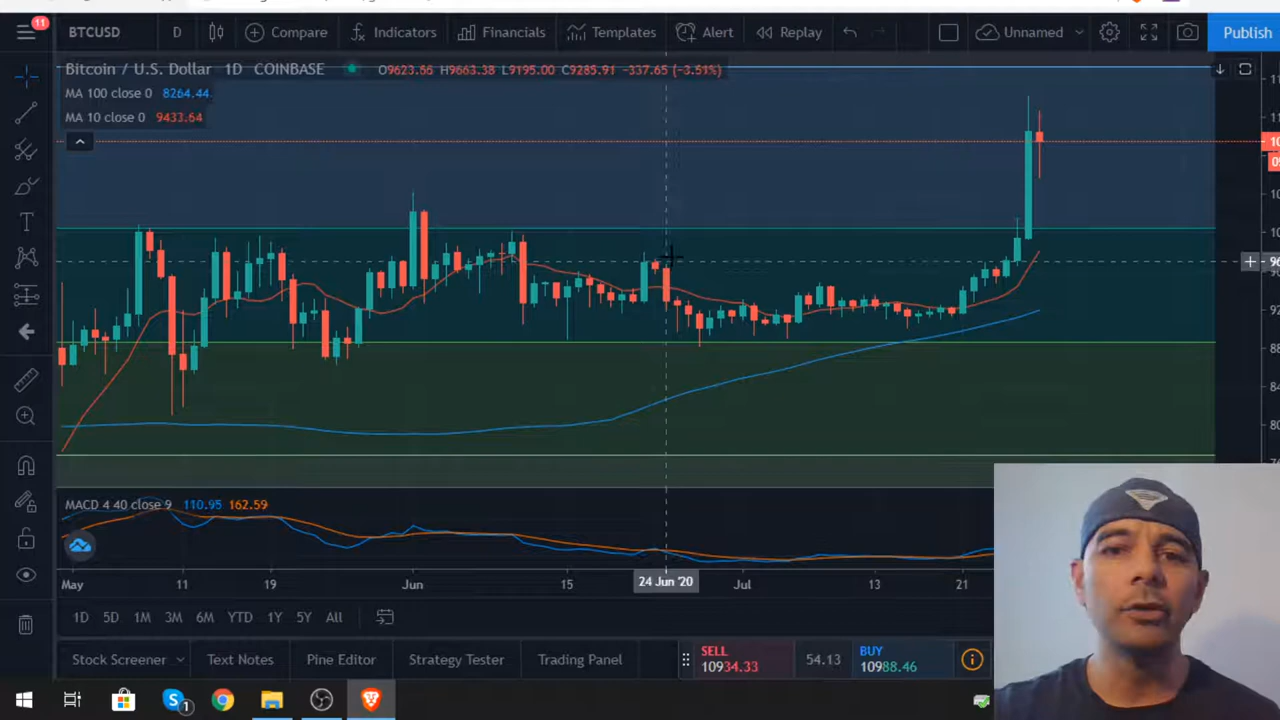 11
BTCUSD D Compare Indicators Financials Templates Alert Replay Unnamed Publish
Bitcoin / U.S. Dollar 1D COINBASE O9623.66 H9663.38 L9195.00 C9285.91 -337.65 (-3.51%)
MA 100 close 0 8264.44
MA 10 close 0 9433.64
MACD 4 40 close 9 110.95 162.59
May 11 19 Jun 15 24 Jun '20 Jul 13 21
1D 5D 1M 3M 6M YTD 1Y 5Y All
Stock Screener Text Notes Pine Editor Strategy Tester Trading Panel
SELL
10934.33
54.13
BUY
10988.46
1